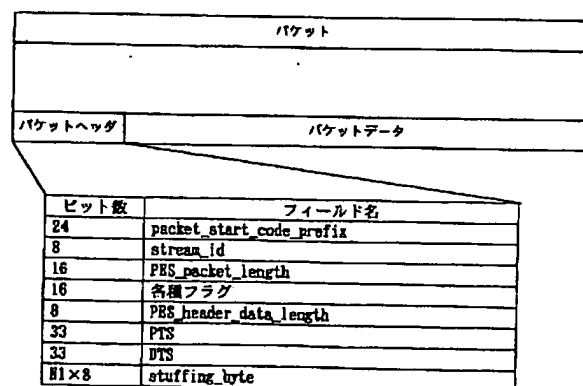 パケット
パケットヘッダ パケットデータ
ビット数 フィールド名
24 packet_start_code_prefix
8 stream_id
16 PES_packet_length
16 各種フラグ
8 PES_header_data_length
33 PTS
33 DTS
N1×8 stuffing_byte